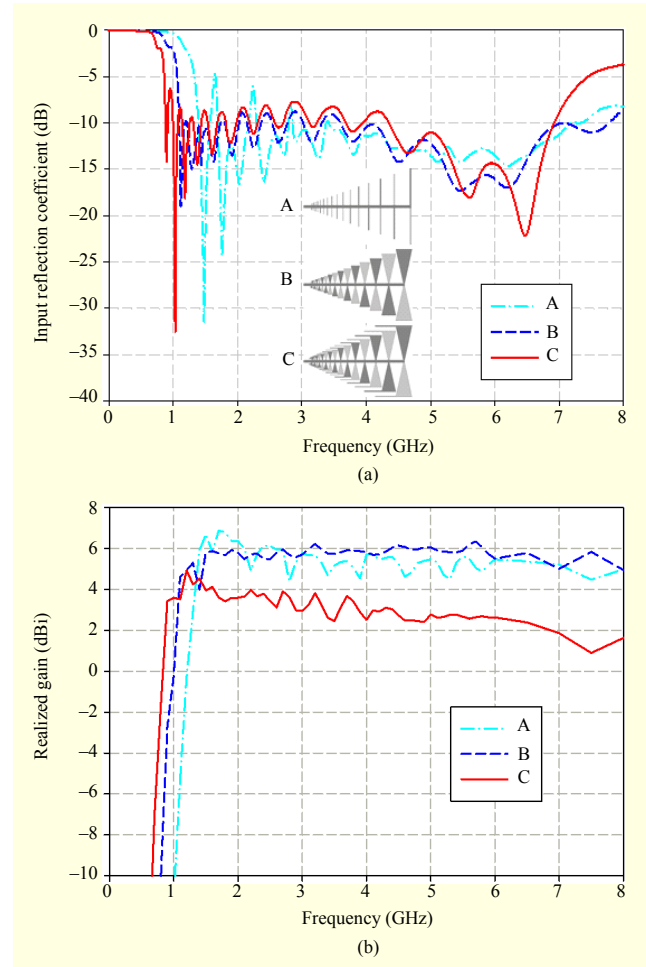 0
−5
−10
−15
−20
−25
−30
−35
−40
Input reflection coefficient (dB)
A
B
C
A
B
C
0 1 2 3 4 5 6 7 8
Frequency (GHz)
(a)
8
6
4
2
0
−2
−4
−6
−8
−10
Realized gain (dBi)
A
B
C
0 1 2 3 4 5 6 7 8
Frequency (GHz)
(b)